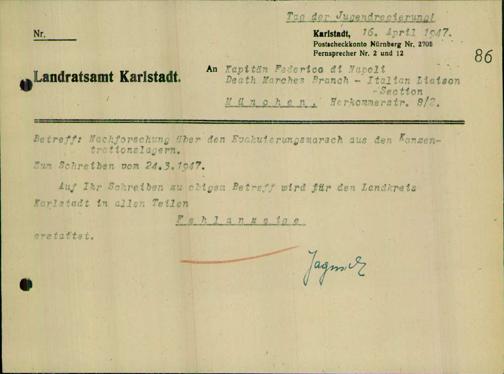 Tag der Jugendregierung!
Nr.
Karlstadt, 16. April 1947.
Postscheckkonto Nürnberg Nr. 2708
Fernsprecher Nr. 2 und 12
86
Landratsamt Karlstadt.
An Kapitän Federico di Napoli
Death Marches Branch - Italian Liaison
-Section
München, Herkommerstr. 8/2.
Betreff: Nachforschung über den Evakuierungsmarsch aus den Konzen-
trationslagern.
Zum Schreiben vom 24.3.1947.
Auf Ihr Schreiben zu obigem Betreff wird für den Landkreis
Karlstadt in allen Teilen
Fehlanzeige
erstattet.